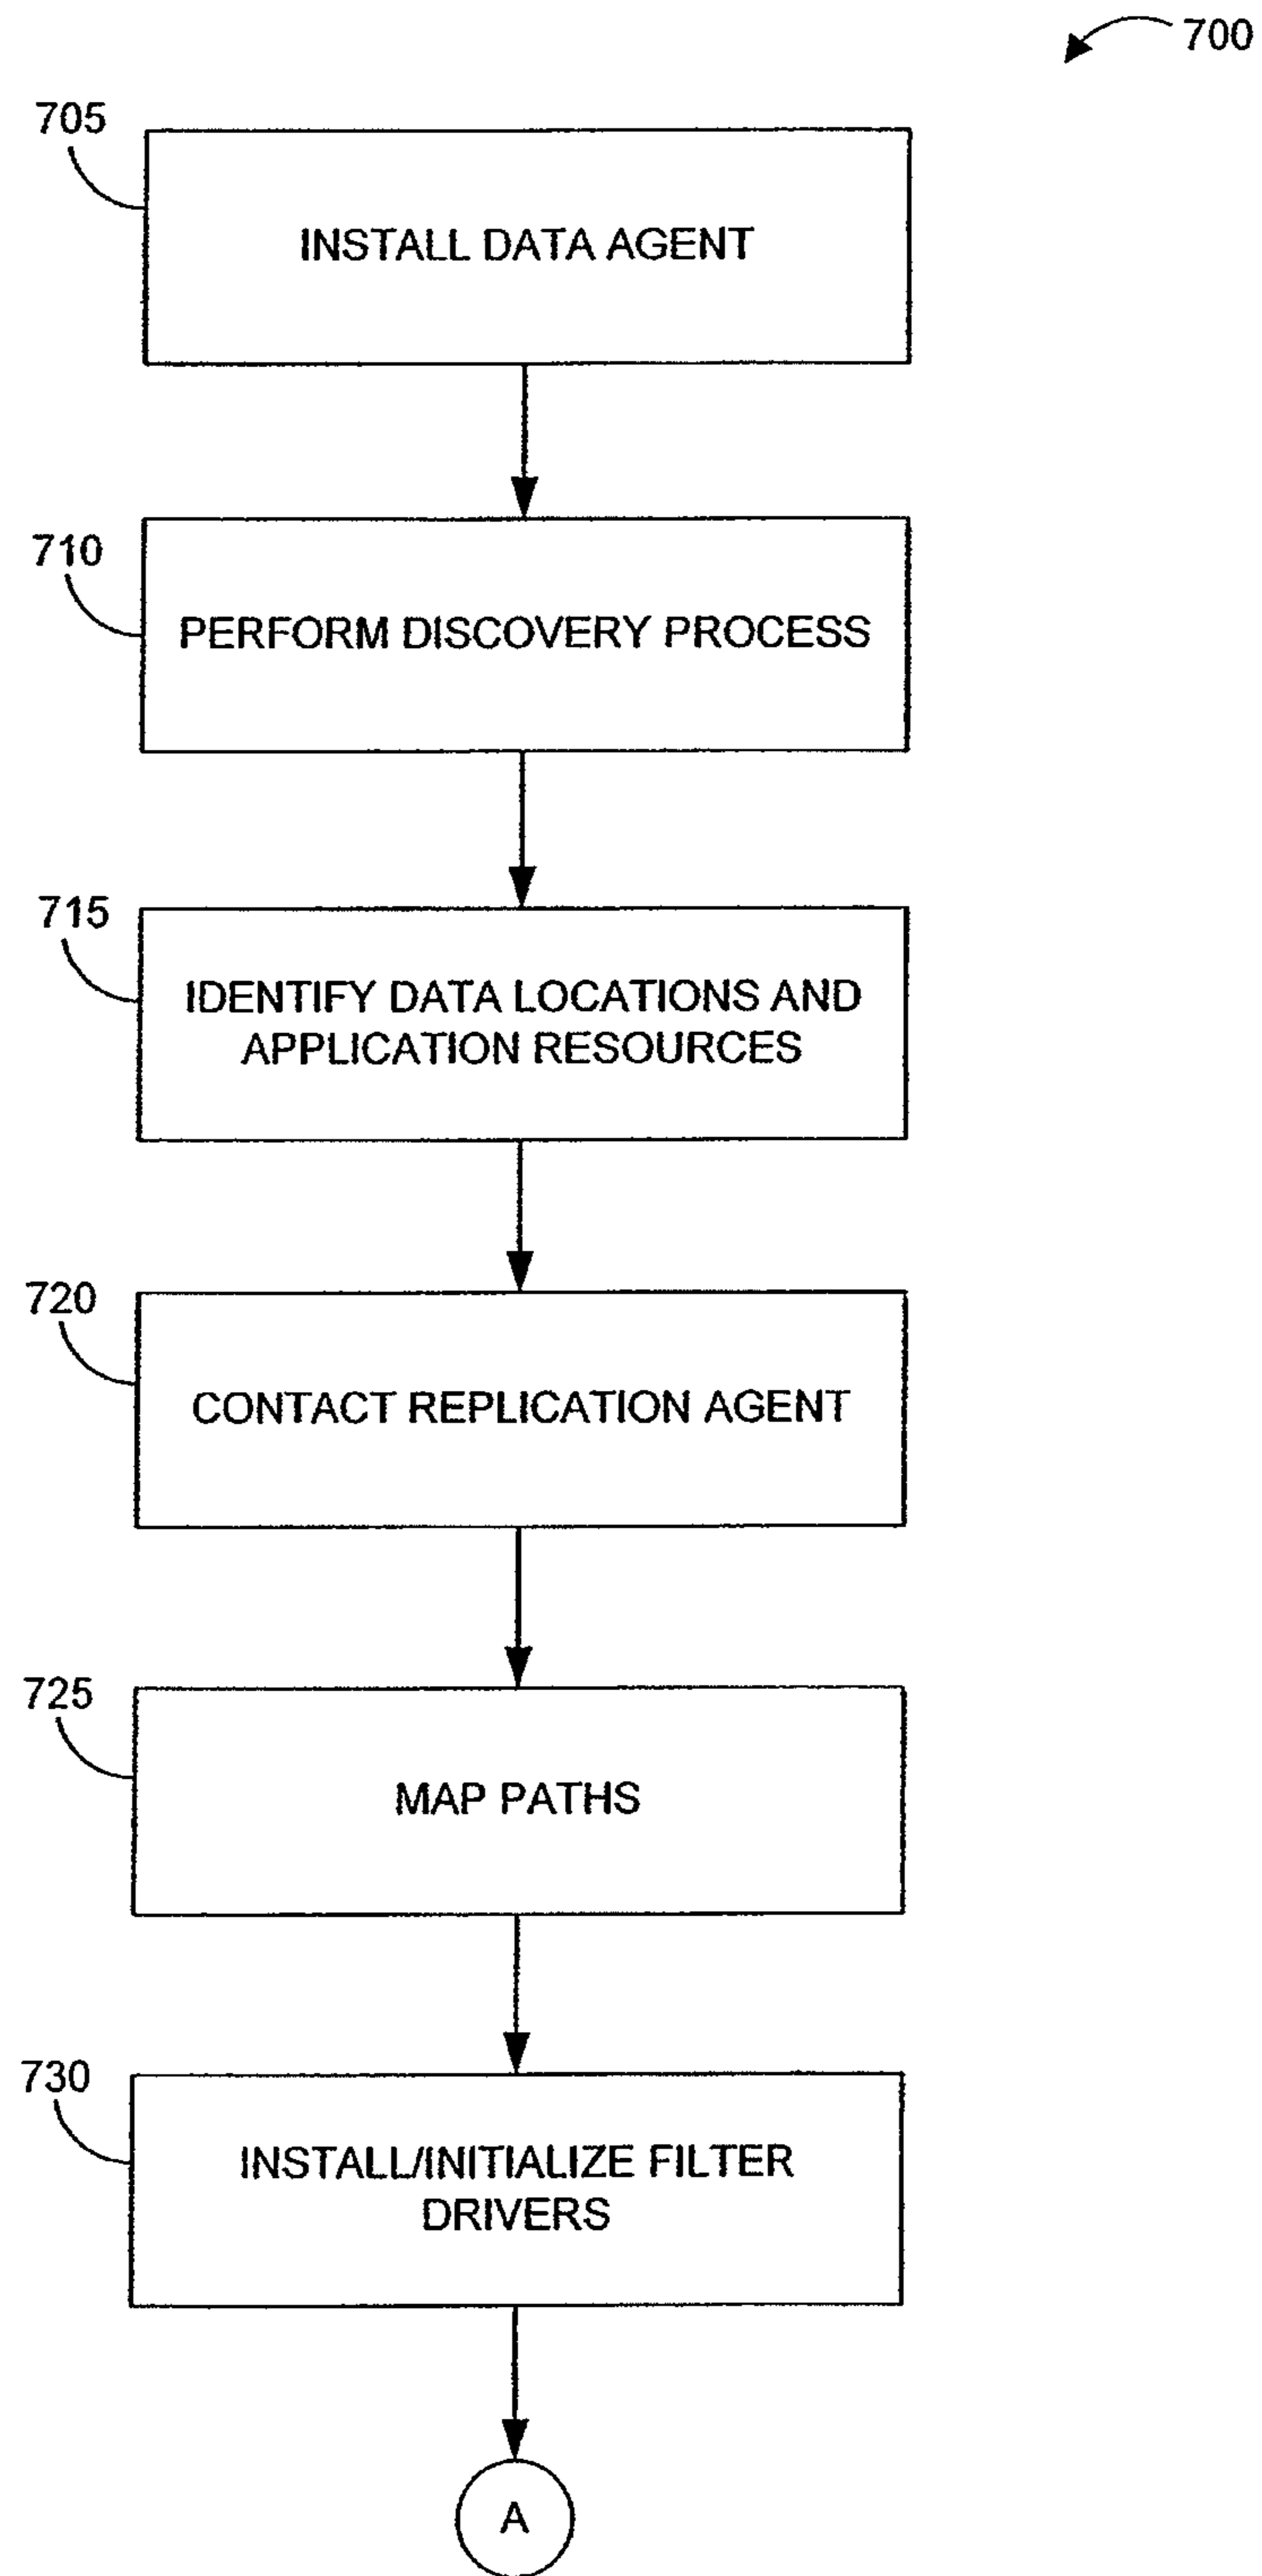 700
705
INSTALL DATA AGENT
710
PERFORM DISCOVERY PROCESS
715
IDENTIFY DATA LOCATIONS AND
APPLICATION RESOURCES
720
CONTACT REPLICATION AGENT
725
MAP PATHS
730
INSTALL/INITIALIZE FILTER
DRIVERS
A